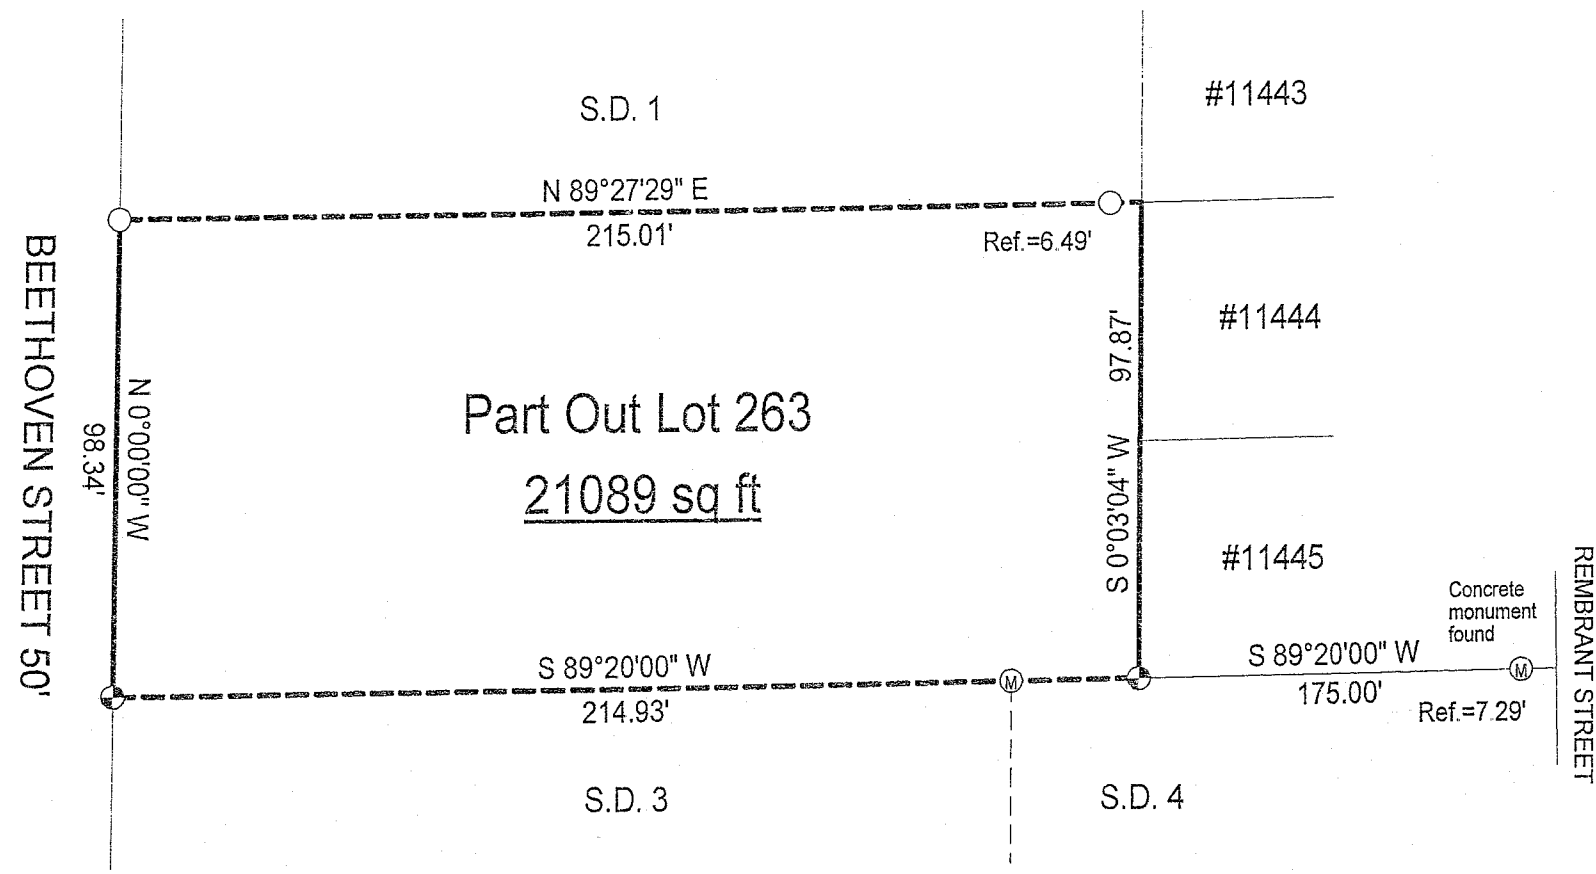 S.D. 1
#11443
N 89°27'29" E
215.01'
Ref.=6.49'
BEETHOVEN STREET 50'
N 0°00'00" W
98.34'
Part Out Lot 263
21089 sq ft
97.87'
S 0°03'04" W
#11444
#11445
Concrete
monument
found
REMBRANT STREET
S 89°20'00" W
214.93'
M
S 89°20'00" W
175.00'
M
Ref.=7.29'
S.D. 3
S.D. 4